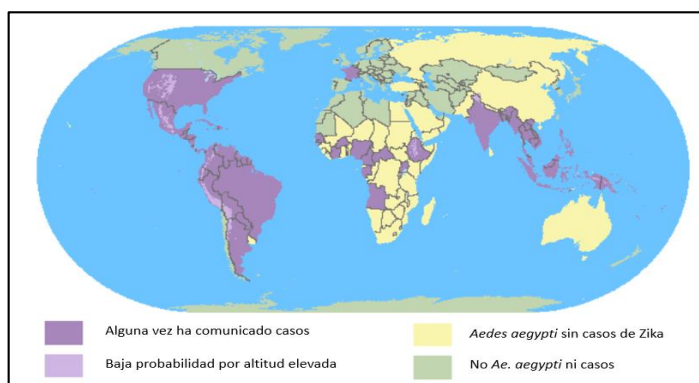 Alguna vez ha comunicado casos
Baja probabilidad por altitud elevada
Aedes aegypti sin casos de Zika
No Ae. aegypti ni casos